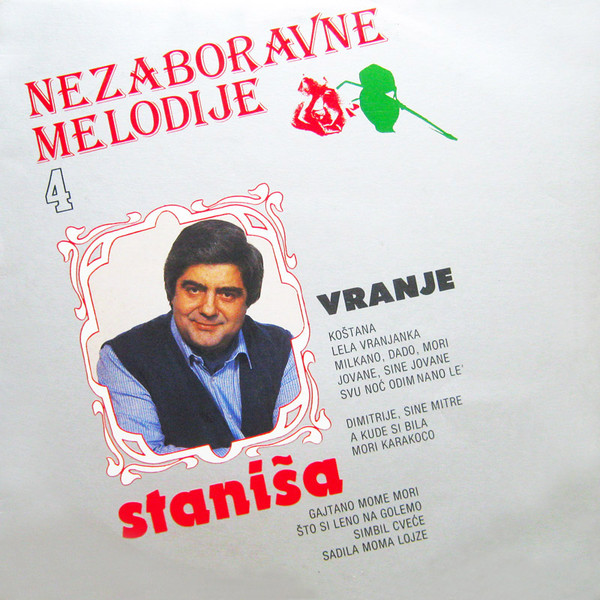 NEZABORAVNE
MELODIJE
4
VRANJE
KOŠTANA
LELA VRANJANKA
MILKANO, DADO, MORI
JOVANE, SINE JOVANE
SVU NOČ ODIM NANO LE'
DIMITRIJE, SINE MITRE
A KUDE SI BILA
MORI KARAKOCO
staniša
GAJTANO MOME MORI
ŠTO SI LENO NA GOLEMO
SIMBIL CVEĆE
SADILA MOMA LOJZE